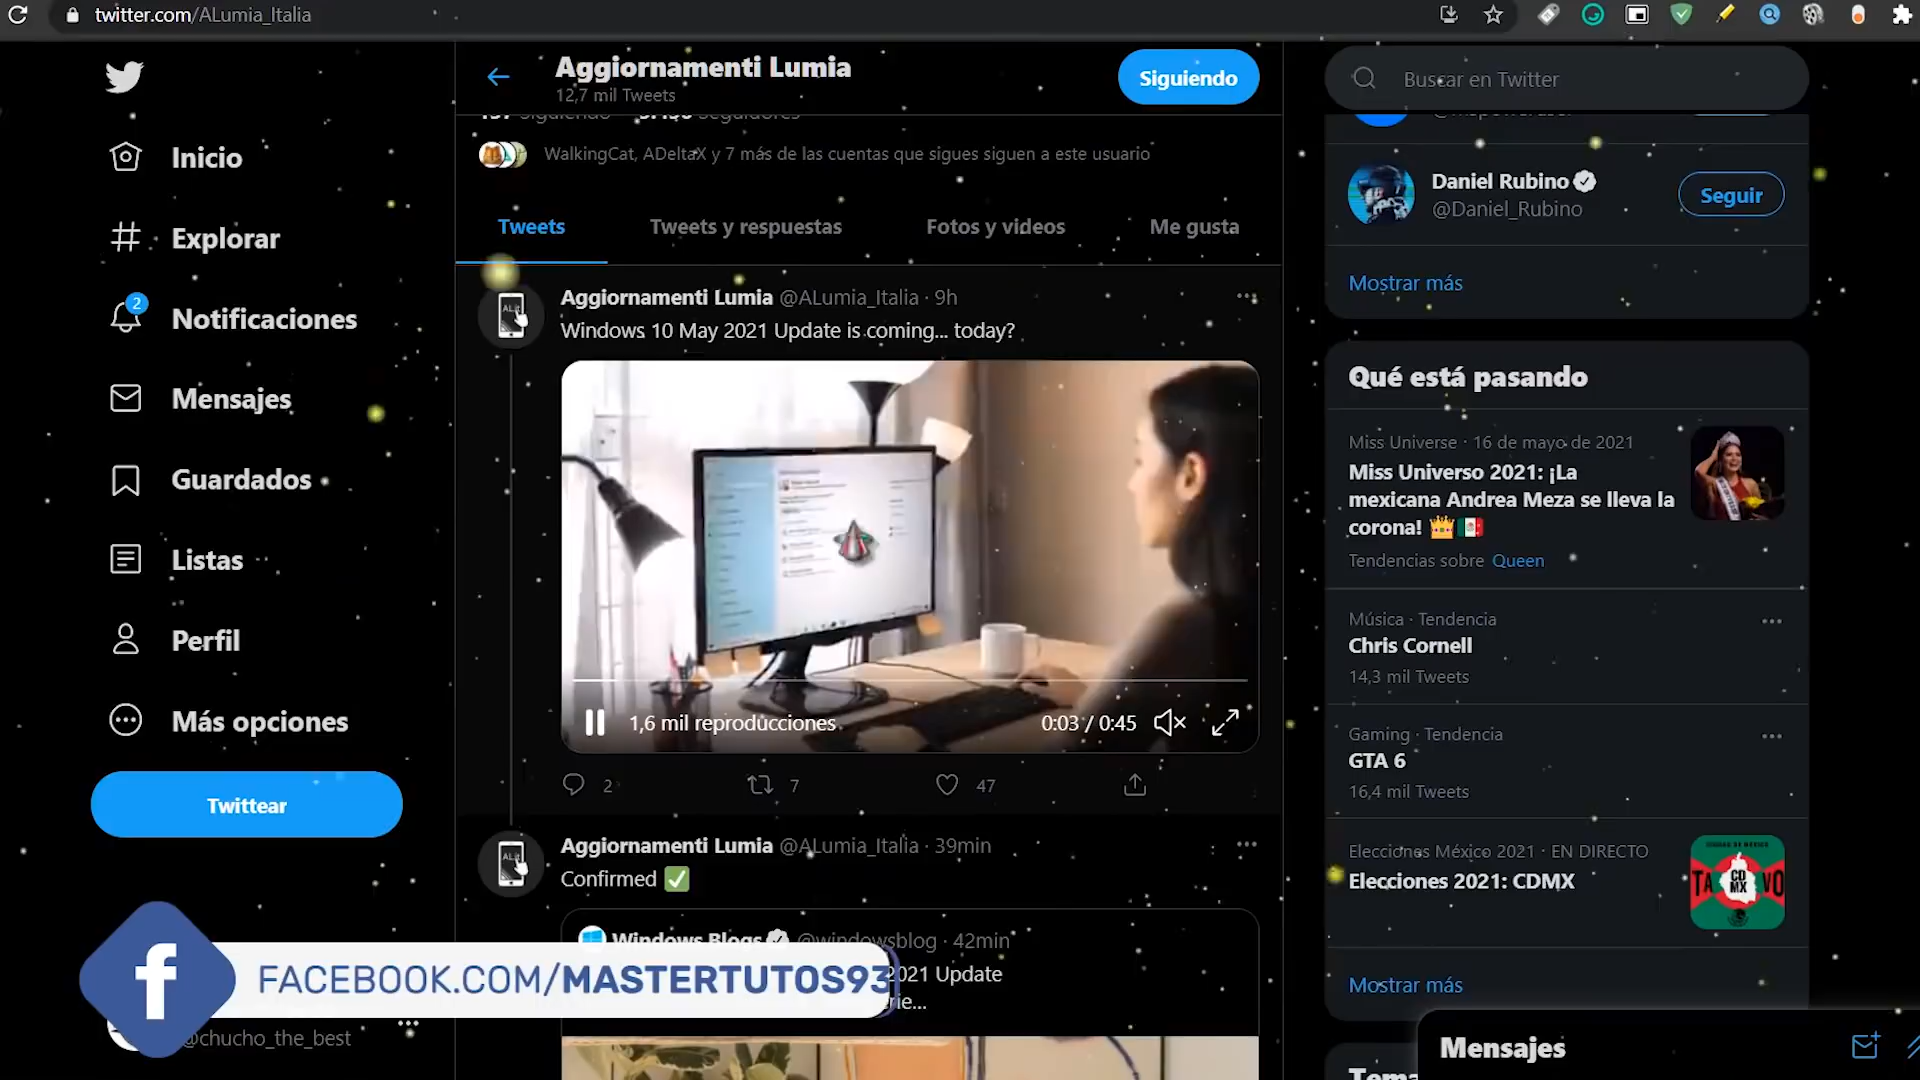 twitter.com/ALumia_Italia
Inicio
Explorar
2
Notificaciones
Mensajes
Guardados
Listas
Perfil
Más opciones
Twittear
@chucho_the_best
Aggiornamenti Lumia
12,7 mil Tweets
Siguiendo
Siguiendo Seguidores
WalkingCat, ADeltaX y 7 más de las cuentas que sigues siguen a este usuario
Tweets Tweets y respuestas Fotos y videos Me gusta
Aggiornamenti Lumia @ALumia_Italia · 9h
Windows 10 May 2021 Update is coming... today?
1,6 mil reproducciones 0:03 / 0:45
2 7 47
Aggiornamenti Lumia @ALumia_Italia · 39min
Confirmed ✅
Windows Blogs @windowsblog · 42min
2021 Update
FACEBOOK.COM/MASTERTUTOS93
Buscar en Twitter
Daniel Rubino
@Daniel_Rubino
Seguir
Mostrar más
Qué está pasando
Miss Universe · 16 de mayo de 2021
Miss Universo 2021: ¡La
mexicana Andrea Meza se lleva la
corona! 👑🇲🇽
Tendencias sobre Queen
Música · Tendencia
Chris Cornell
14,3 mil Tweets
Gaming · Tendencia
GTA 6
16,4 mil Tweets
Elecciones México 2021 · EN DIRECTO
Elecciones 2021: CDMX
CD
MX
Mostrar más
Mensajes